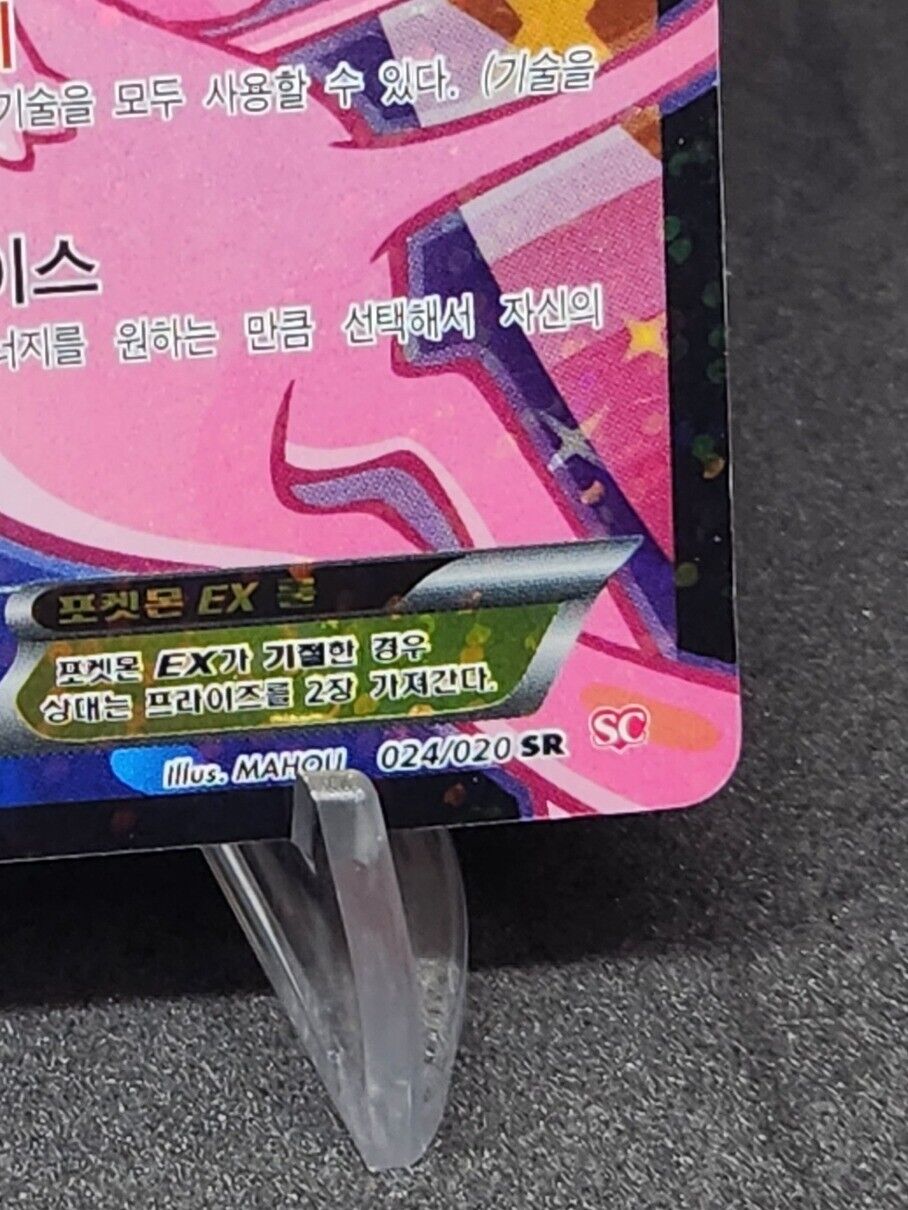 기술을 모두 사용할 수 있다. (기술을
이스
너지를 원하는 만큼 선택해서 자신의
포켓몬 EX 룰
포켓몬 EX가 기절한 경우
상대는 프라이즈를 2장 가져간다.
Illus. MAHOU 024/020 SR SC